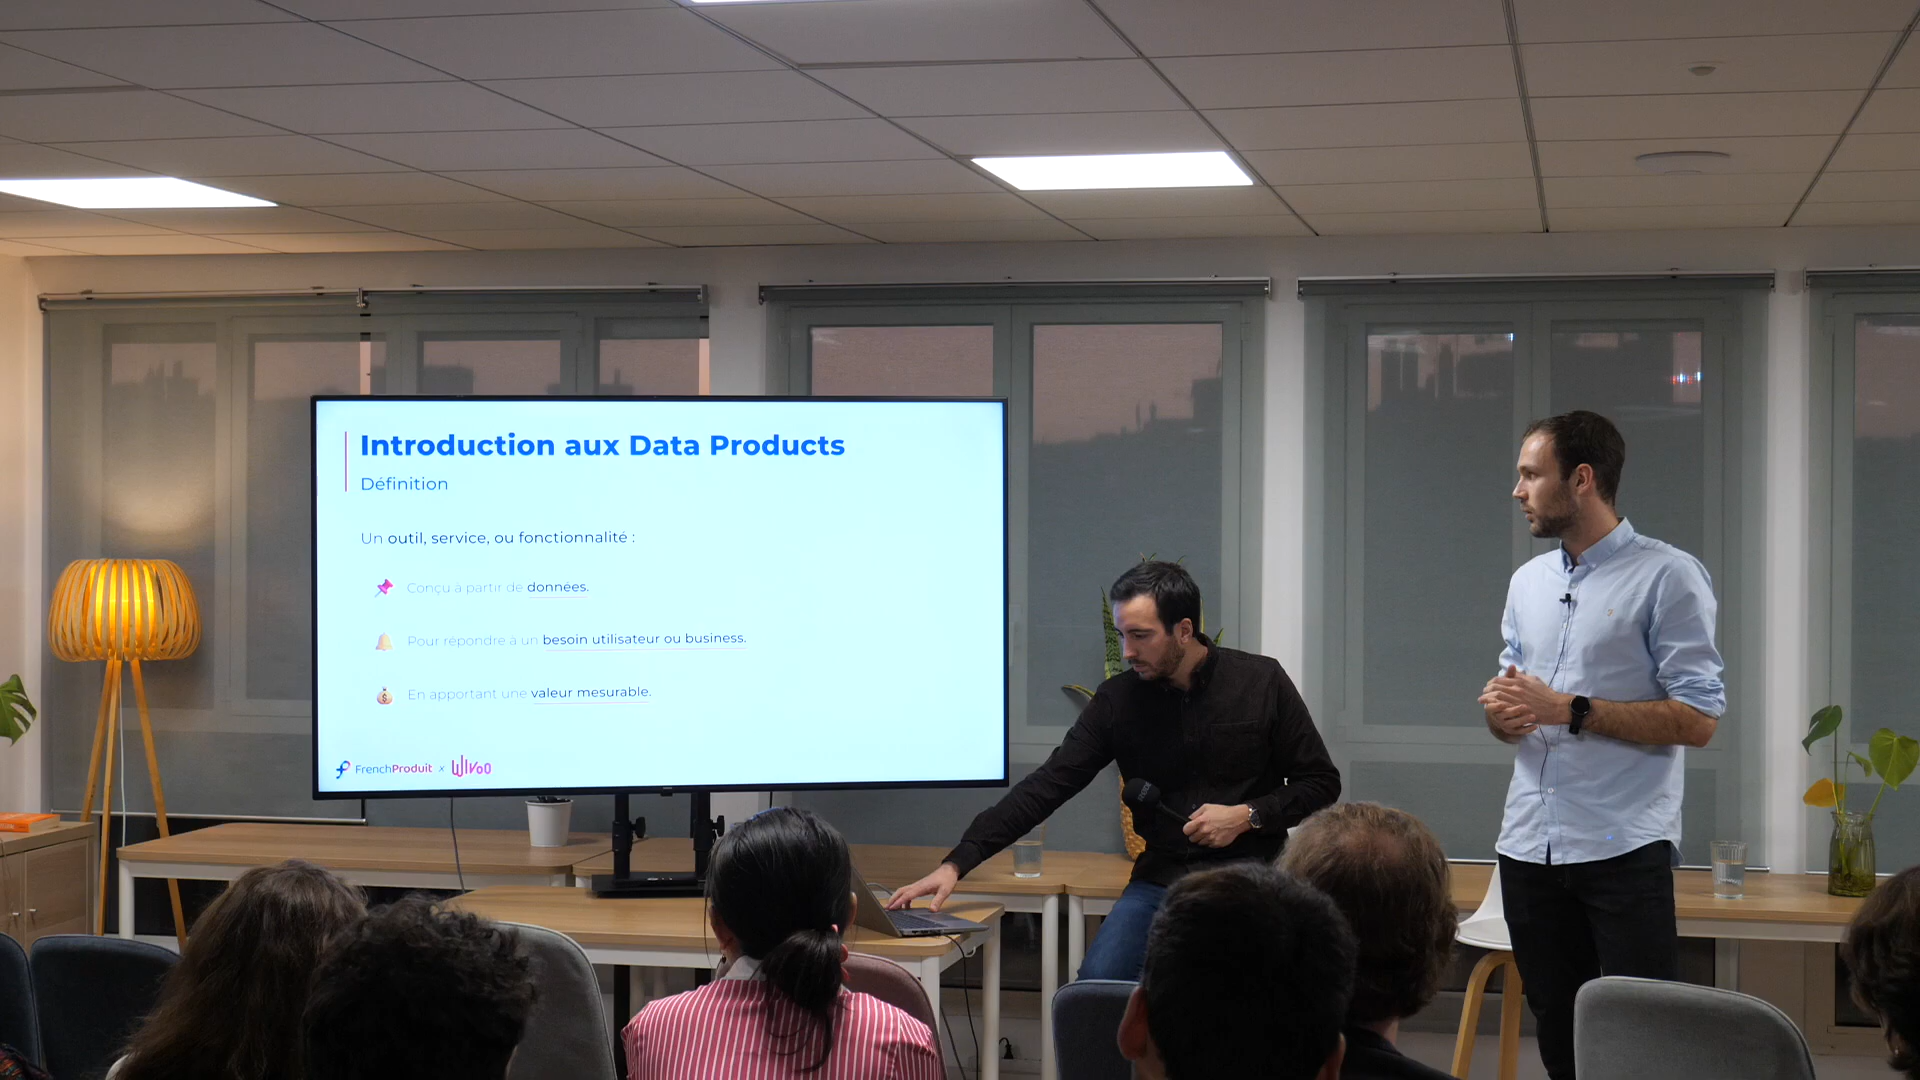 Introduction aux Data Products
Définition
Un outil, service, ou fonctionnalité :
Conçu à partir de données.
Pour répondre à un besoin utilisateur ou business.
En apportant une valeur mesurable.
FrenchProduit x WIVOO